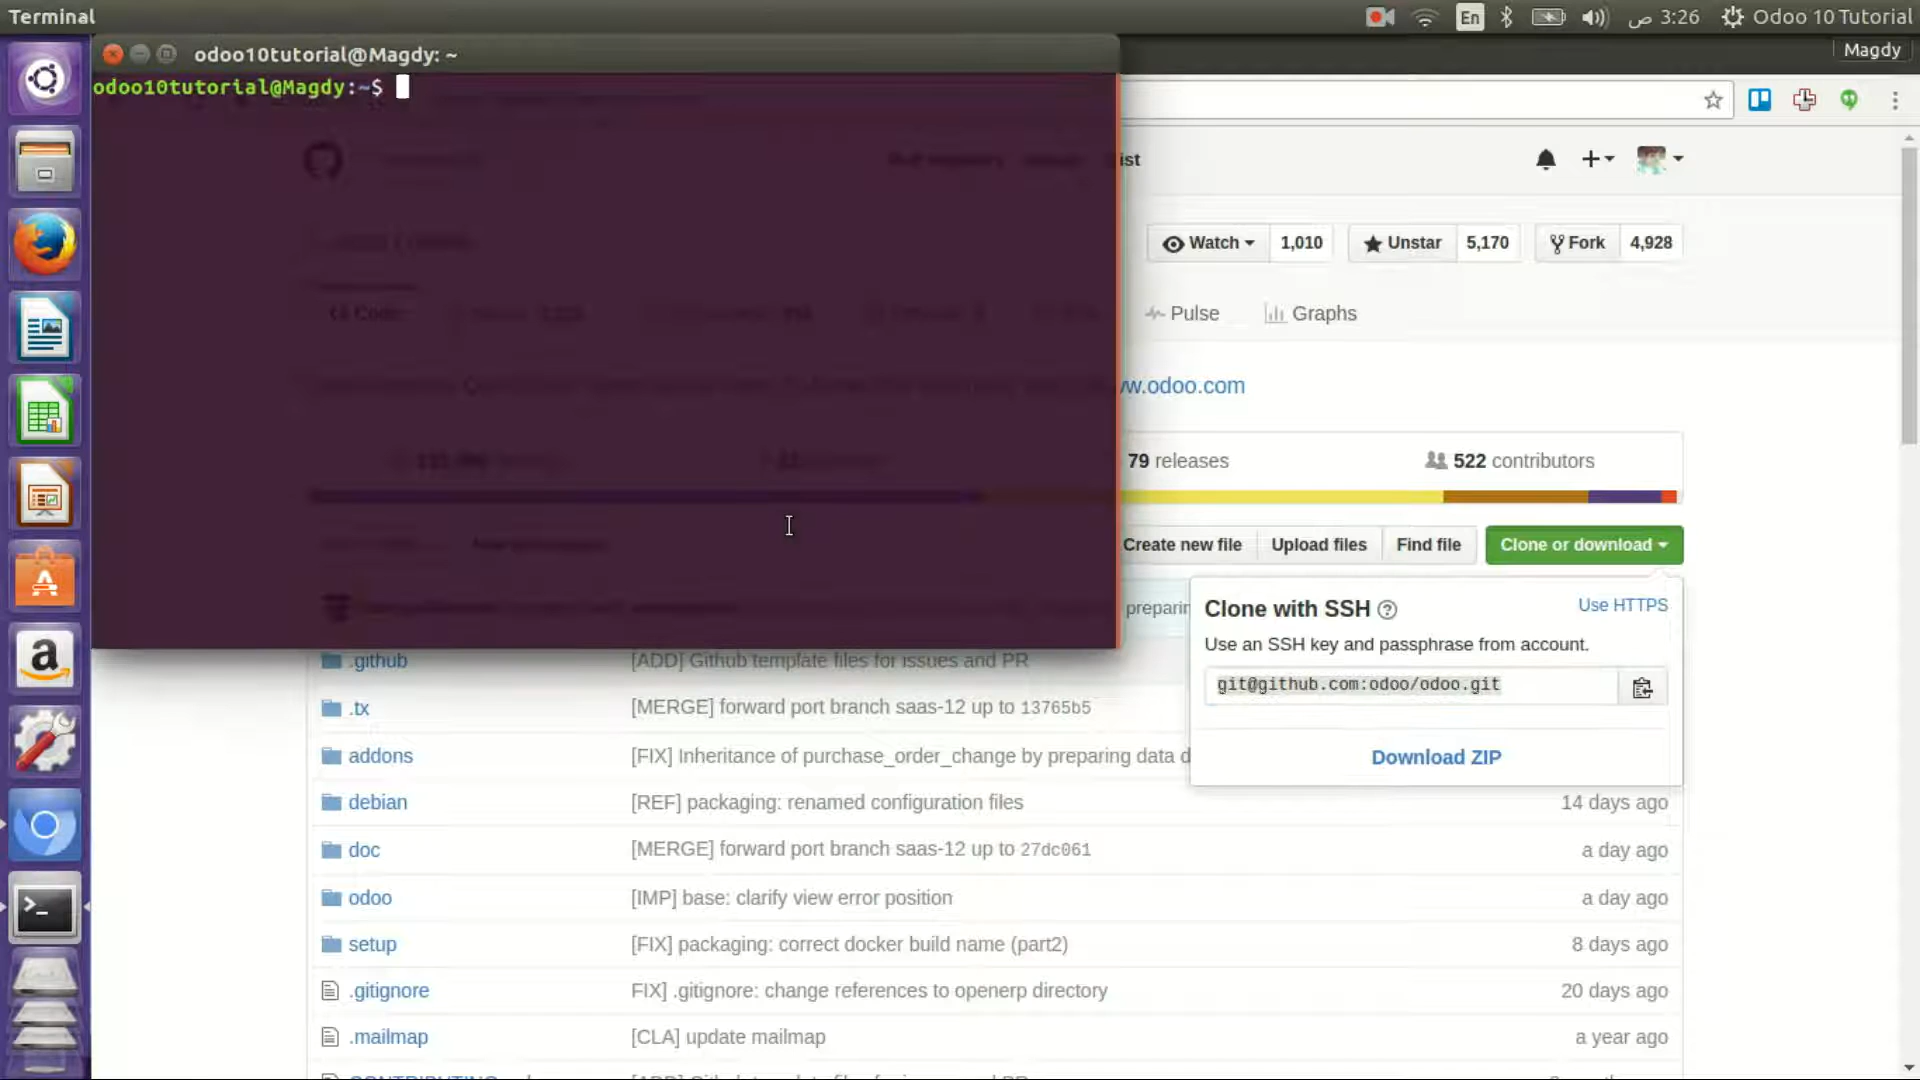 Terminal
En
ص 3:26
Odoo 10 Tutorial
odoo10tutorial@Magdy: ~
Magdy
odoo10tutorial@Magdy:~$
ist
Watch 1,010
Unstar 5,170
Fork 4,928
Code
Pulse
Graphs
w.odoo.com
79 releases
522 contributors
Create new file
Upload files
Find file
Clone or download
preparin
Clone with SSH ?
Use HTTPS
Use an SSH key and passphrase from account.
git@github.com:odoo/odoo.git
Download ZIP
.github [ADD] Github template files for issues and PR
.tx [MERGE] forward port branch saas-12 up to 13765b5
addons [FIX] Inheritance of purchase_order_change by preparing data d
debian [REF] packaging: renamed configuration files 14 days ago
doc [MERGE] forward port branch saas-12 up to 27dc061 a day ago
odoo [IMP] base: clarify view error position a day ago
setup [FIX] packaging: correct docker build name (part2) 8 days ago
.gitignore FIX] .gitignore: change references to openerp directory 20 days ago
.mailmap [CLA] update mailmap a year ago